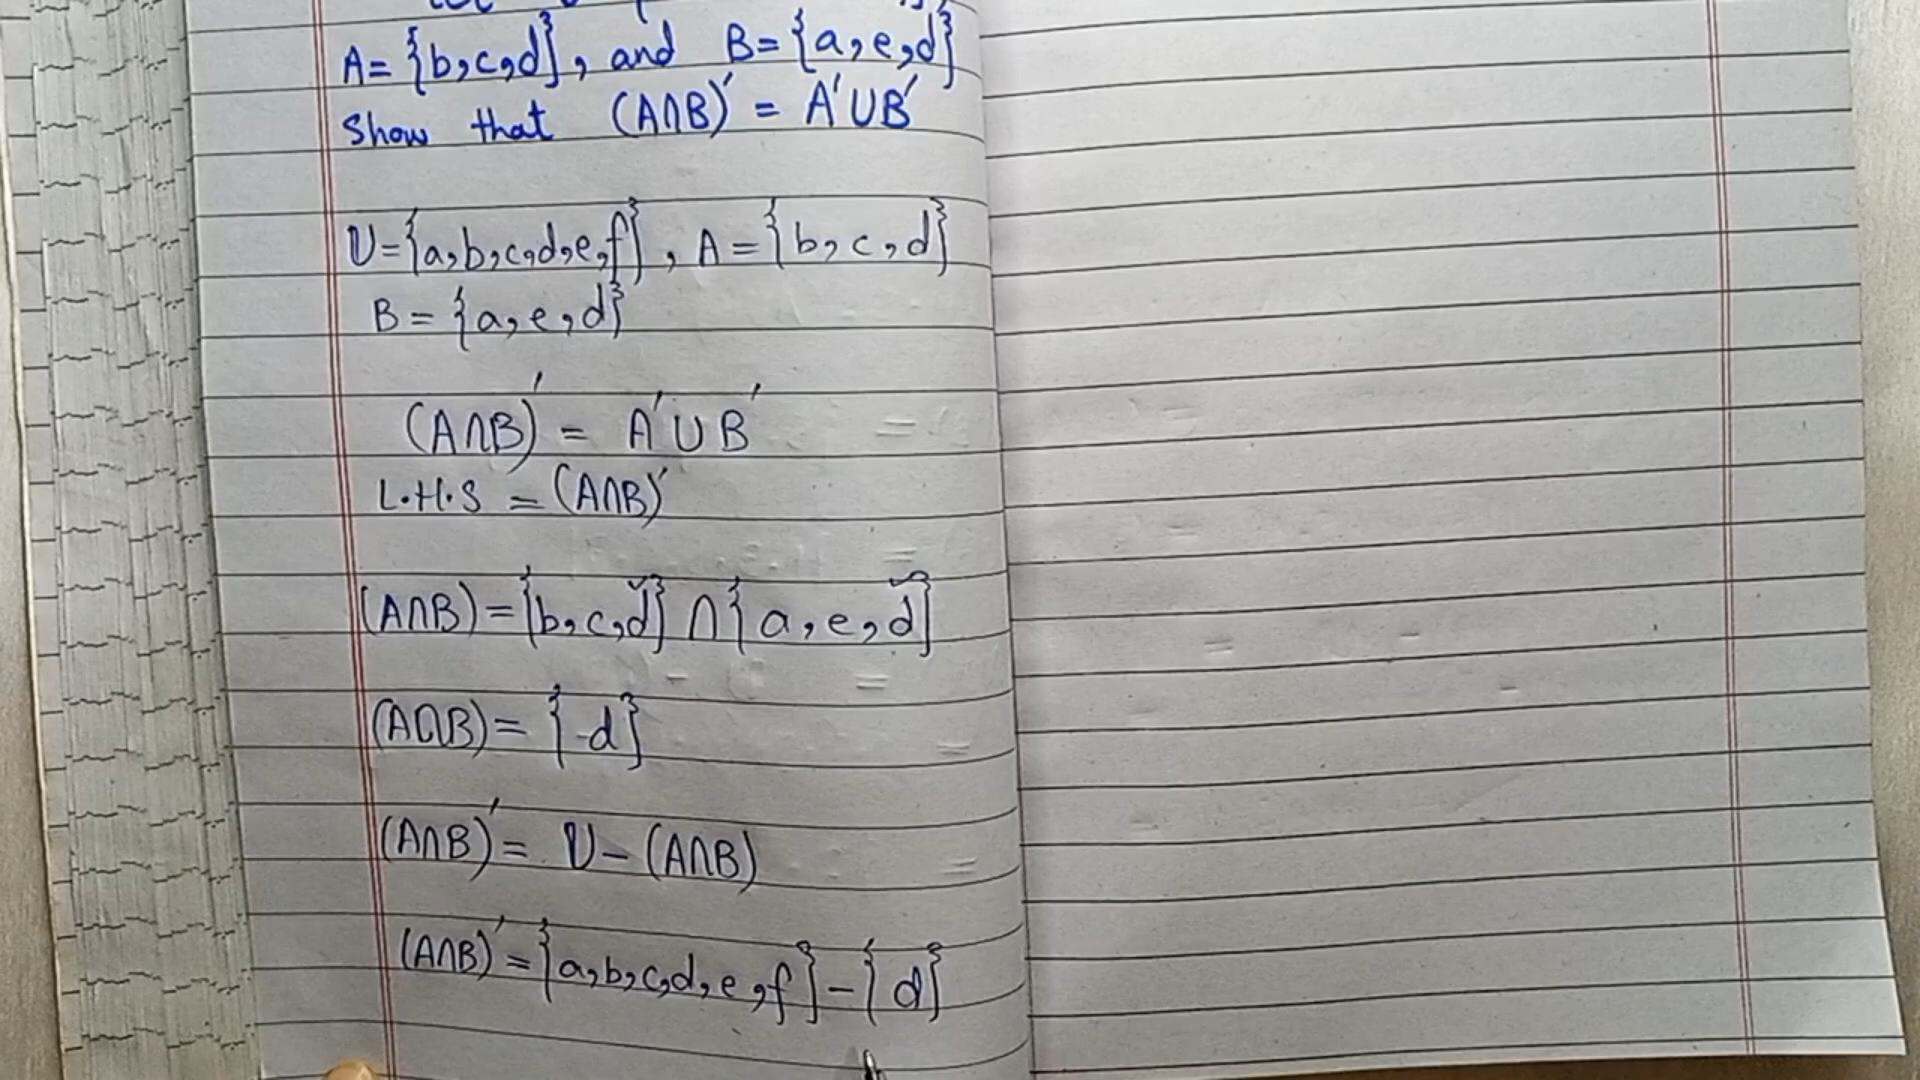 A = {b,c,d}, and B = {a,e,d}
Show that (A∩B)′ = A′∪B′
U={a,b,c,d,e,f}, A={b,c,d}
B = {a,e,d}
(A∩B)′ = A′∪B′
L.H.S = (A∩B)′
(A∩B) = {b,c,d} ∩ {a,e,d}
(A∩B) = {d}
(A∩B)′ = U-(A∩B)
(A∩B)′ = {a,b,c,d,e,f} - {d}